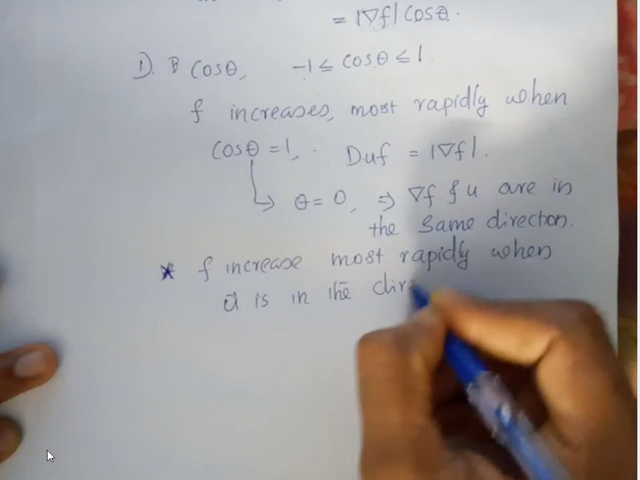 = |∇f| cosθ.
1). cosθ, -1 ≤ cosθ ≤ 1
f increases, most rapidly when
cosθ = 1, . Duf = |∇f|.
↳ θ = 0, ⇒ ∇f & u are in
the same direction.
* f increase most rapidly when
ū is in the dir